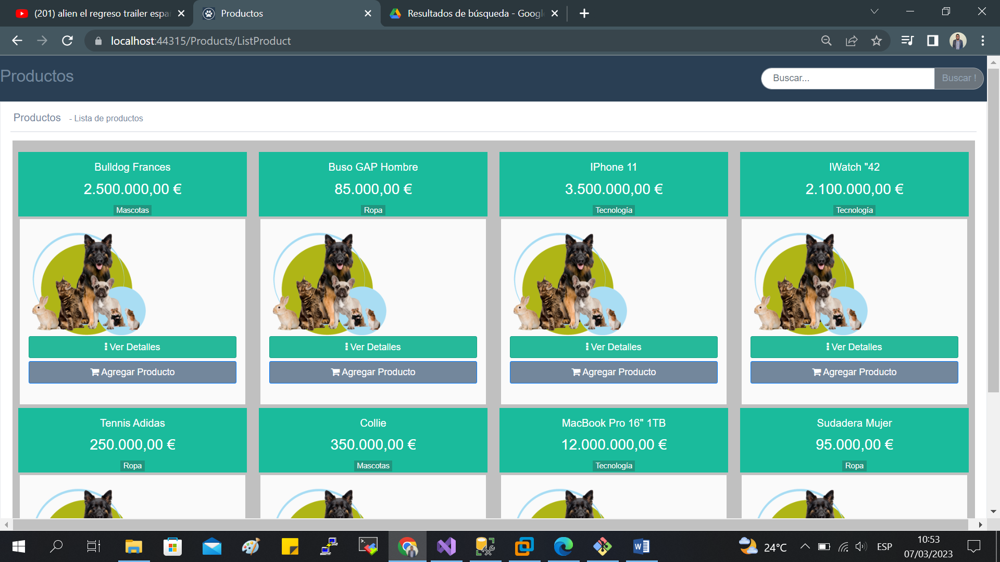 (201) alien el regreso trailer espa
Productos
Resultados de búsqueda - Googl
localhost:44315/Products/ListProduct
Productos
Buscar...
Buscar !
Productos - Lista de productos
Bulldog Frances
2.500.000,00 €
Mascotas
Buso GAP Hombre
85.000,00 €
Ropa
IPhone 11
3.500.000,00 €
Tecnología
IWatch "42
2.100.000,00 €
Tecnología
Ver Detalles
Agregar Producto
Ver Detalles
Agregar Producto
Ver Detalles
Agregar Producto
Ver Detalles
Agregar Producto
Tennis Adidas
250.000,00 €
Ropa
Collie
350.000,00 €
Mascotas
MacBook Pro 16" 1TB
12.000.000,00 €
Tecnología
Sudadera Mujer
95.000,00 €
Ropa
24°C
ESP
10:53
07/03/2023